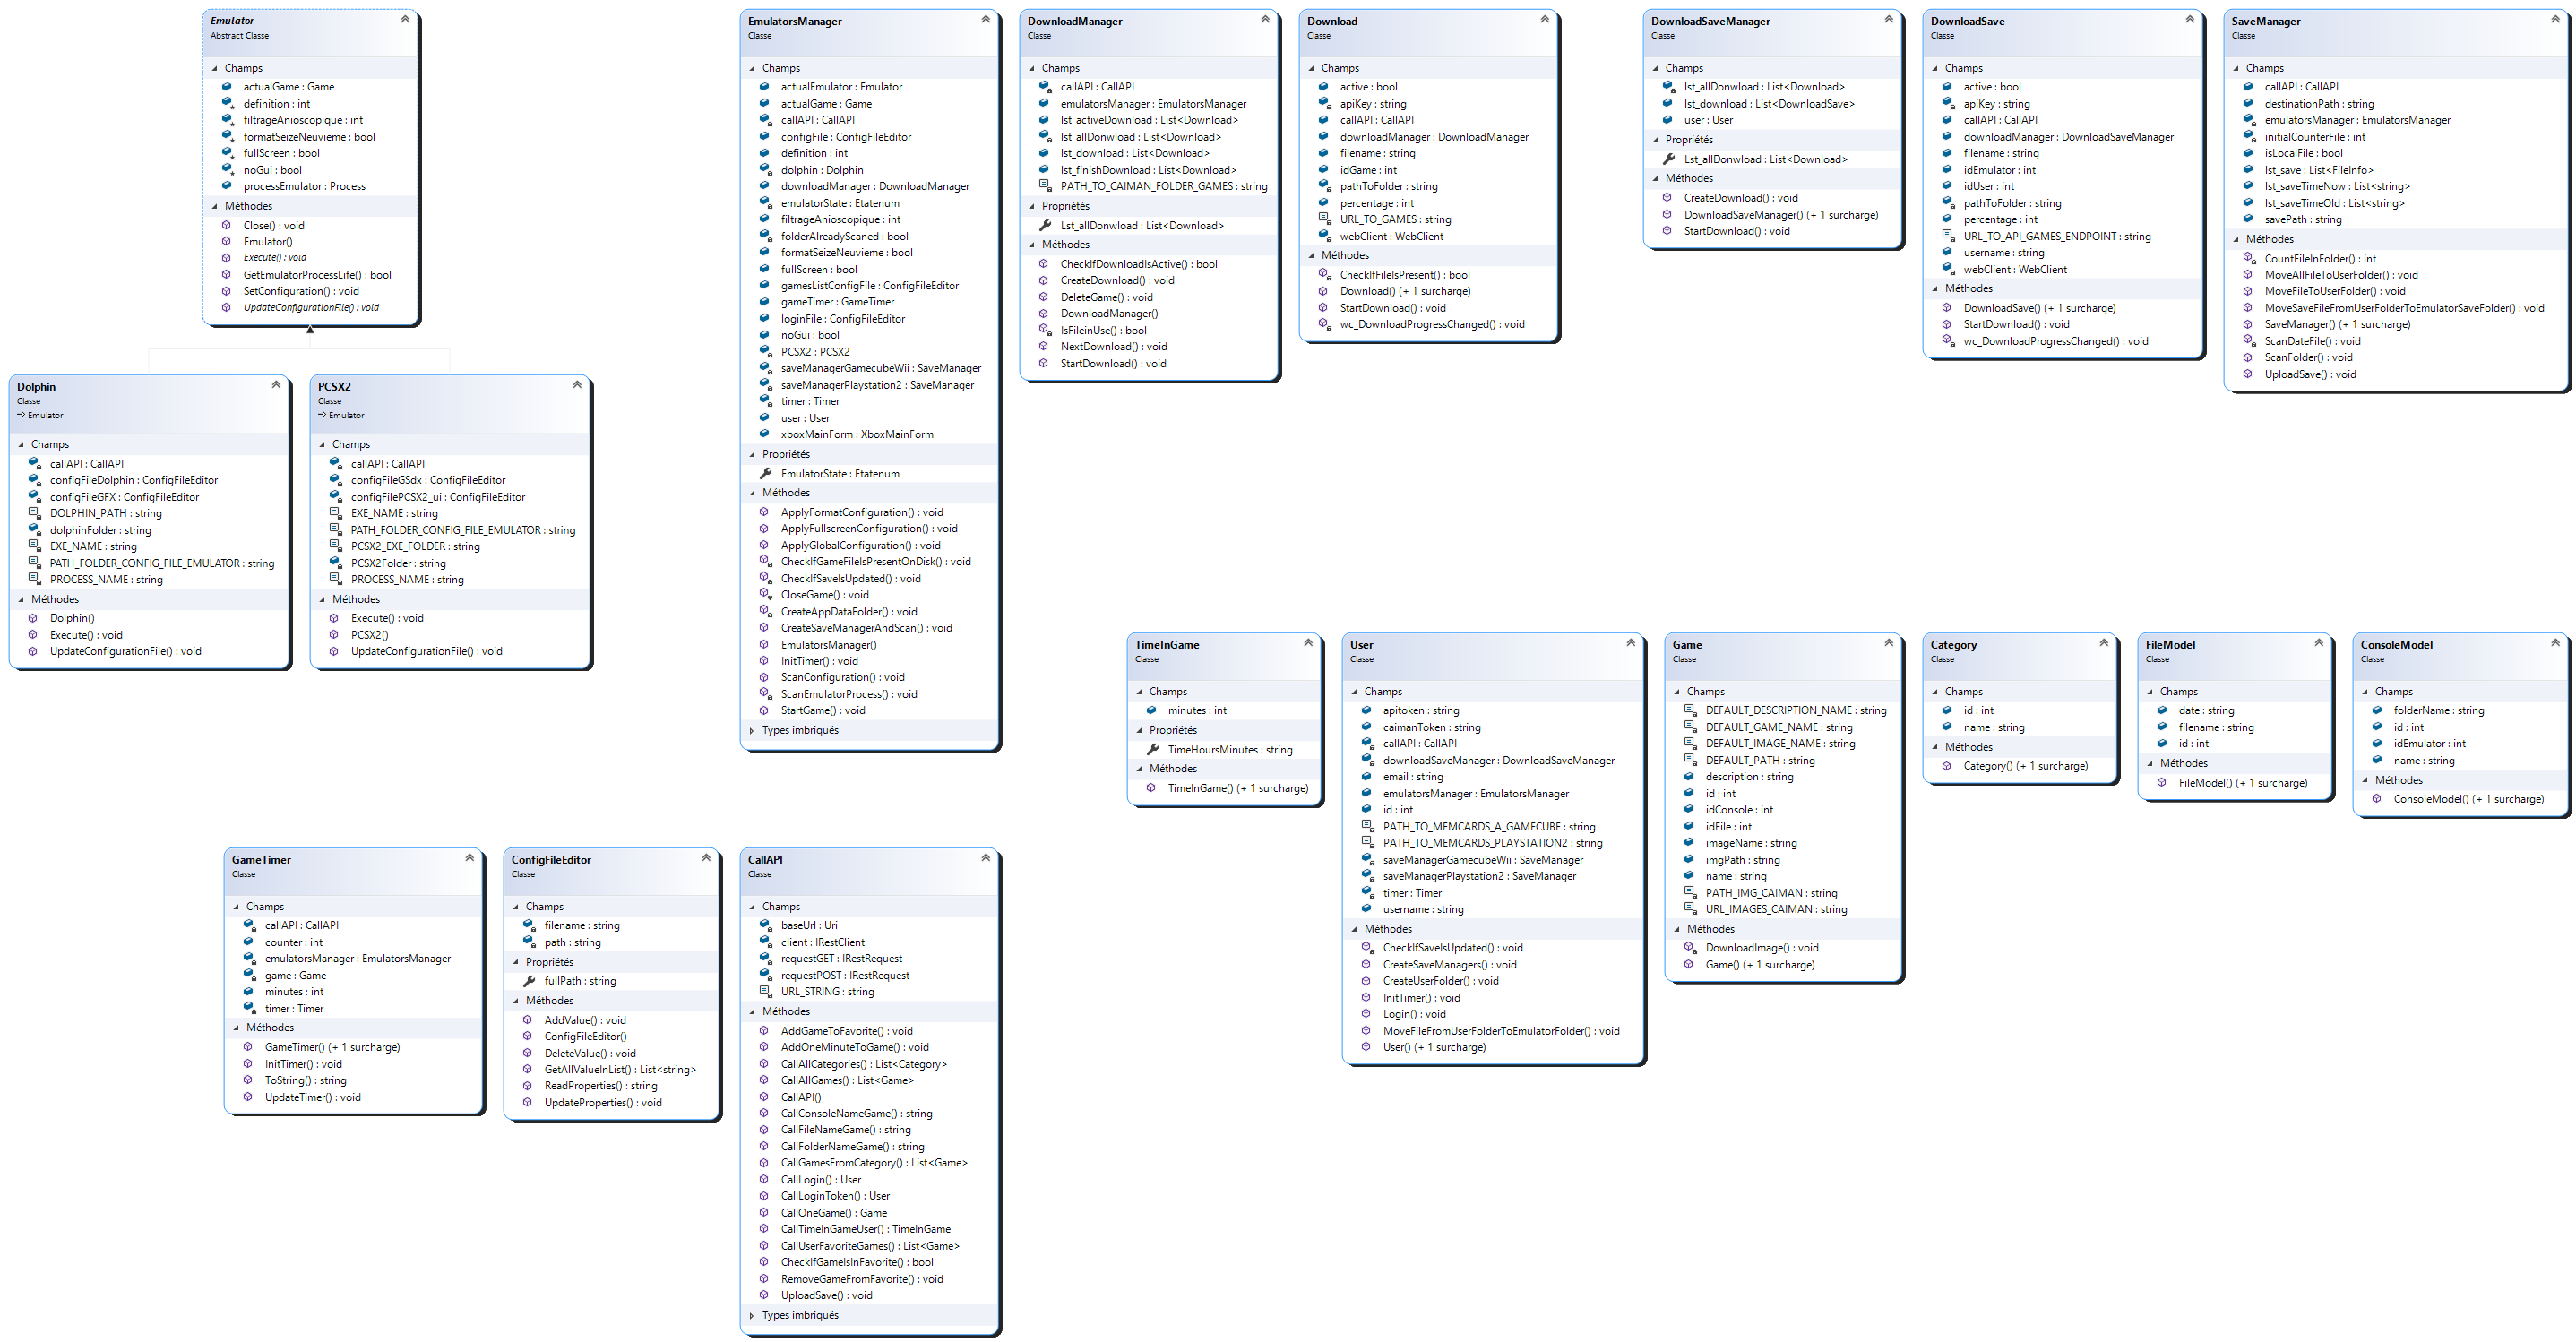 Emulator
Abstract Classe
Champs
actualGame : Game
definition : int
filtrageAnioscopique : int
formatSeizeNeuvieme : bool
fullScreen : bool
noGui : bool
processEmulator : Process
Méthodes
Close() : void
Emulator()
Execute() : void
GetEmulatorProcessLife() : bool
SetConfiguration() : void
UpdateConfigurationFile() : void
Dolphin
Classe
Emulator
Champs
callAPI : CallAPI
configFileDolphin : ConfigFileEditor
configFileGFX : ConfigFileEditor
DOLPHIN_PATH : string
dolphinFolder : string
EXE_NAME : string
PATH_FOLDER_CONFIG_FILE_EMULATOR : string
PROCESS_NAME : string
Méthodes
Dolphin()
Execute() : void
UpdateConfigurationFile() : void
PCSX2
Classe
Emulator
Champs
callAPI : CallAPI
configFileGSdx : ConfigFileEditor
configFilePCSX2_ui : ConfigFileEditor
EXE_NAME : string
PATH_FOLDER_CONFIG_FILE_EMULATOR : string
PCSX2_EXE_FOLDER : string
PCSX2Folder : string
PROCESS_NAME : string
Méthodes
Execute() : void
PCSX2()
UpdateConfigurationFile() : void
EmulatorsManager
Classe
Champs
actualEmulator : Emulator
actualGame : Game
callAPI : CallAPI
configFile : ConfigFileEditor
definition : int
dolphin : Dolphin
downloadManager : DownloadManager
emulatorState : Etatenum
filtrageAnioscopique : int
folderAlreadyScaned : bool
formatSeizeNeuvieme : bool
fullScreen : bool
gamesListConfigFile : ConfigFileEditor
gameTimer : GameTimer
loginFile : ConfigFileEditor
noGui : bool
PCSX2 : PCSX2
saveManagerGamecubeWii : SaveManager
saveManagerPlaystation2 : SaveManager
timer : Timer
user : User
xboxMainForm : XboxMainForm
Propriétés
EmulatorState : Etatenum
Méthodes
ApplyFormatConfiguration() : void
ApplyFullscreenConfiguration() : void
ApplyGlobalConfiguration() : void
CheckIfGameFileIsPresentOnDisk() : void
CheckIfSaveIsUpdated() : void
CloseGame() : void
CreateAppDataFolder() : void
CreateSaveManagerAndScan() : void
EmulatorsManager()
InitTimer() : void
ScanConfiguration() : void
ScanEmulatorProcess() : void
StartGame() : void
Types imbriqués
DownloadManager
Classe
Champs
callAPI : CallAPI
emulatorsManager : EmulatorsManager
lst_activeDownload : List<Download>
lst_allDonwload : List<Download>
lst_download : List<Download>
lst_finishDownload : List<Download>
PATH_TO_CAIMAN_FOLDER_GAMES : string
Propriétés
Lst_allDonwload : List<Download>
Méthodes
CheckIfDownloadIsActive() : bool
CreateDownload() : void
DeleteGame() : void
DownloadManager()
IsFileinUse() : bool
NextDownload() : void
StartDownload() : void
Download
Classe
Champs
active : bool
apiKey : string
callAPI : CallAPI
downloadManager : DownloadManager
filename : string
idGame : int
pathToFolder : string
percentage : int
URL_TO_GAMES : string
webClient : WebClient
Méthodes
CheckIfFileIsPresent() : bool
Download() (+ 1 surcharge)
StartDownload() : void
wc_DownloadProgressChanged() : void
DownloadSaveManager
Classe
Champs
lst_allDonwload : List<Download>
lst_download : List<DownloadSave>
user : User
Propriétés
Lst_allDonwload : List<Download>
Méthodes
CreateDownload() : void
DownloadSaveManager() (+ 1 surcharge)
StartDownload() : void
DownloadSave
Classe
Champs
active : bool
apiKey : string
callAPI : CallAPI
downloadManager : DownloadSaveManager
filename : string
idEmulator : int
idUser : int
pathToFolder : string
percentage : int
URL_TO_API_GAMES_ENDPOINT : string
username : string
webClient : WebClient
Méthodes
DownloadSave() (+ 1 surcharge)
StartDownload() : void
wc_DownloadProgressChanged() : void
SaveManager
Classe
Champs
callAPI : CallAPI
destinationPath : string
emulatorsManager : EmulatorsManager
initialCounterFile : int
isLocalFile : bool
lst_save : List<FileInfo>
lst_saveTimeNow : List<string>
lst_saveTimeOld : List<string>
savePath : string
Méthodes
CountFileInFolder() : int
MoveAllFileToUserFolder() : void
MoveFileToUserFolder() : void
MoveSaveFileFromUserFolderToEmulatorSaveFolder() : void
SaveManager() (+ 1 surcharge)
ScanDateFile() : void
ScanFolder() : void
UploadSave() : void
TimeInGame
Classe
Champs
minutes : int
Propriétés
TimeHoursMinutes : string
Méthodes
TimeInGame() (+ 1 surcharge)
User
Classe
Champs
apitoken : string
caimanToken : string
callAPI : CallAPI
downloadSaveManager : DownloadSaveManager
email : string
emulatorsManager : EmulatorsManager
id : int
PATH_TO_MEMCARDS_A_GAMECUBE : string
PATH_TO_MEMCARDS_PLAYSTATION2 : string
saveManagerGamecubeWii : SaveManager
saveManagerPlaystation2 : SaveManager
timer : Timer
username : string
Méthodes
CheckIfSaveIsUpdated() : void
CreateSaveManagers() : void
CreateUserFolder() : void
InitTimer() : void
Login() : void
MoveFileFromUserFolderToEmulatorFolder() : void
User() (+ 1 surcharge)
Game
Classe
Champs
DEFAULT_DESCRIPTION_NAME : string
DEFAULT_GAME_NAME : string
DEFAULT_IMAGE_NAME : string
DEFAULT_PATH : string
description : string
id : int
idConsole : int
idFile : int
imageName : string
imgPath : string
name : string
PATH_IMG_CAIMAN : string
URL_IMAGES_CAIMAN : string
Méthodes
DownloadImage() : void
Game() (+ 1 surcharge)
Category
Classe
Champs
id : int
name : string
Méthodes
Category() (+ 1 surcharge)
FileModel
Classe
Champs
date : string
filename : string
id : int
Méthodes
FileModel() (+ 1 surcharge)
ConsoleModel
Classe
Champs
folderName : string
id : int
idEmulator : int
name : string
Méthodes
ConsoleModel() (+ 1 surcharge)
GameTimer
Classe
Champs
callAPI : CallAPI
counter : int
emulatorsManager : EmulatorsManager
game : Game
minutes : int
timer : Timer
Méthodes
GameTimer() (+ 1 surcharge)
InitTimer() : void
ToString() : string
UpdateTimer() : void
ConfigFileEditor
Classe
Champs
filename : string
path : string
Propriétés
fullPath : string
Méthodes
AddValue() : void
ConfigFileEditor()
DeleteValue() : void
GetAllValueInList() : List<string>
ReadProperties() : string
UpdateProperties() : void
CallAPI
Classe
Champs
baseUrl : Uri
client : IRestClient
requestGET : IRestRequest
requestPOST : IRestRequest
URL_STRING : string
Méthodes
AddGameToFavorite() : void
AddOneMinuteToGame() : void
CallAllCategories() : List<Category>
CallAllGames() : List<Game>
CallAPI()
CallConsoleNameGame() : string
CallFileNameGame() : string
CallFolderNameGame() : string
CallGamesFromCategory() : List<Game>
CallLogin() : User
CallLoginToken() : User
CallOneGame() : Game
CallTimeInGameUser() : TimeInGame
CallUserFavoriteGames() : List<Game>
CheckIfGameIsInFavorite() : bool
RemoveGameFromFavorite() : void
UploadSave() : void
Types imbriqués